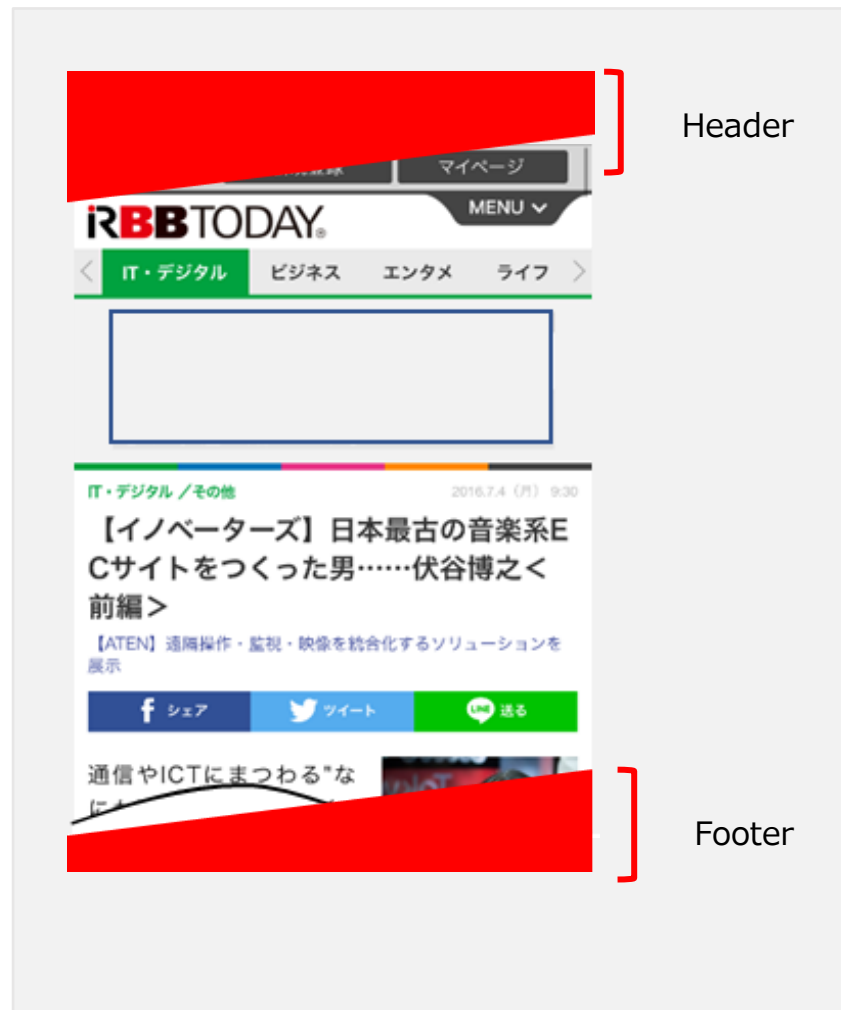 Header
マイページ
iRBBTODAY®
MENU
IT・デジタル ビジネス エンタメ ライフ
IT・デジタル ／その他 2016.7.4（月） 9:30
【イノベーターズ】日本最古の音楽系E
Cサイトをつくった男……伏谷博之＜
前編＞
【ATEN】遠隔操作・監視・映像を統合化するソリューションを
展示
f シェア ツイート LINE 送る
通信やICTにまつわる"な
Footer